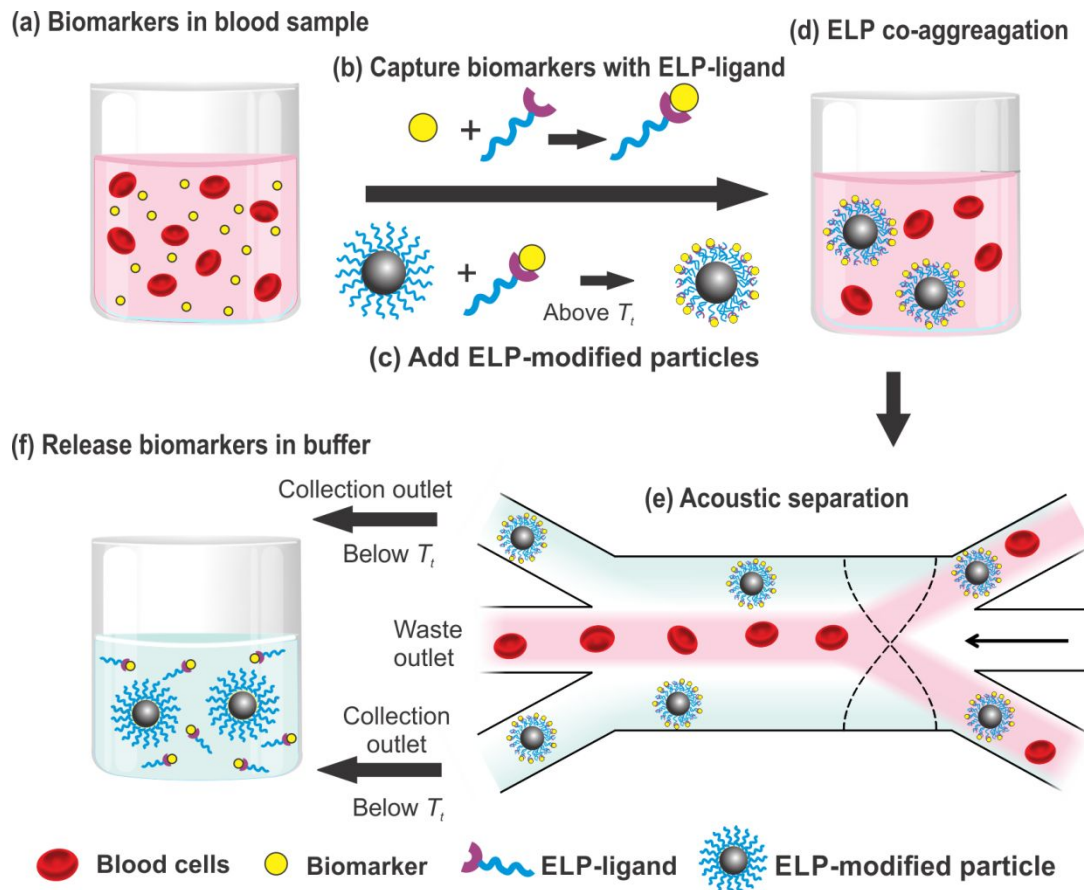 (a) Biomarkers in blood sample
(b) Capture biomarkers with ELP-ligand
+
+
Above Tt
(c) Add ELP-modified particles
(d) ELP co-aggreagation
(e) Acoustic separation
(f) Release biomarkers in buffer
Collection outlet
Below Tt
Waste
outlet
Collection
outlet
Below Tt
Blood cells
Biomarker
ELP-ligand
ELP-modified particle